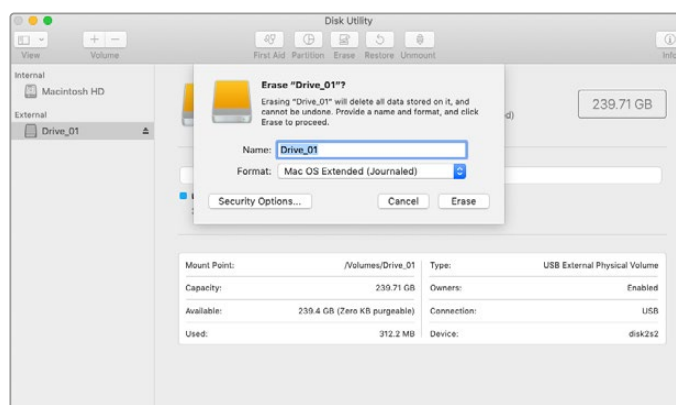 Disk Utility
View
Volume
First Aid
Partition
Erase
Restore
Unmount
Info
Internal
Macintosh HD
External
Drive_01
Erase “Drive_01”?
Erasing “Drive_01” will delete all data stored on it, and
cannot be undone. Provide a name and format, and click
Erase to proceed.
Name: Drive_01
Format: Mac OS Extended (Journaled)
Security Options...
Cancel
Erase
d)
239.71 GB
Mount Point: /Volumes/Drive_01
Type: USB External Physical Volume
Capacity: 239.71 GB
Owners: Enabled
Available: 239.4 GB (Zero KB purgeable)
Connection: USB
Used: 312.2 MB
Device: disk2s2